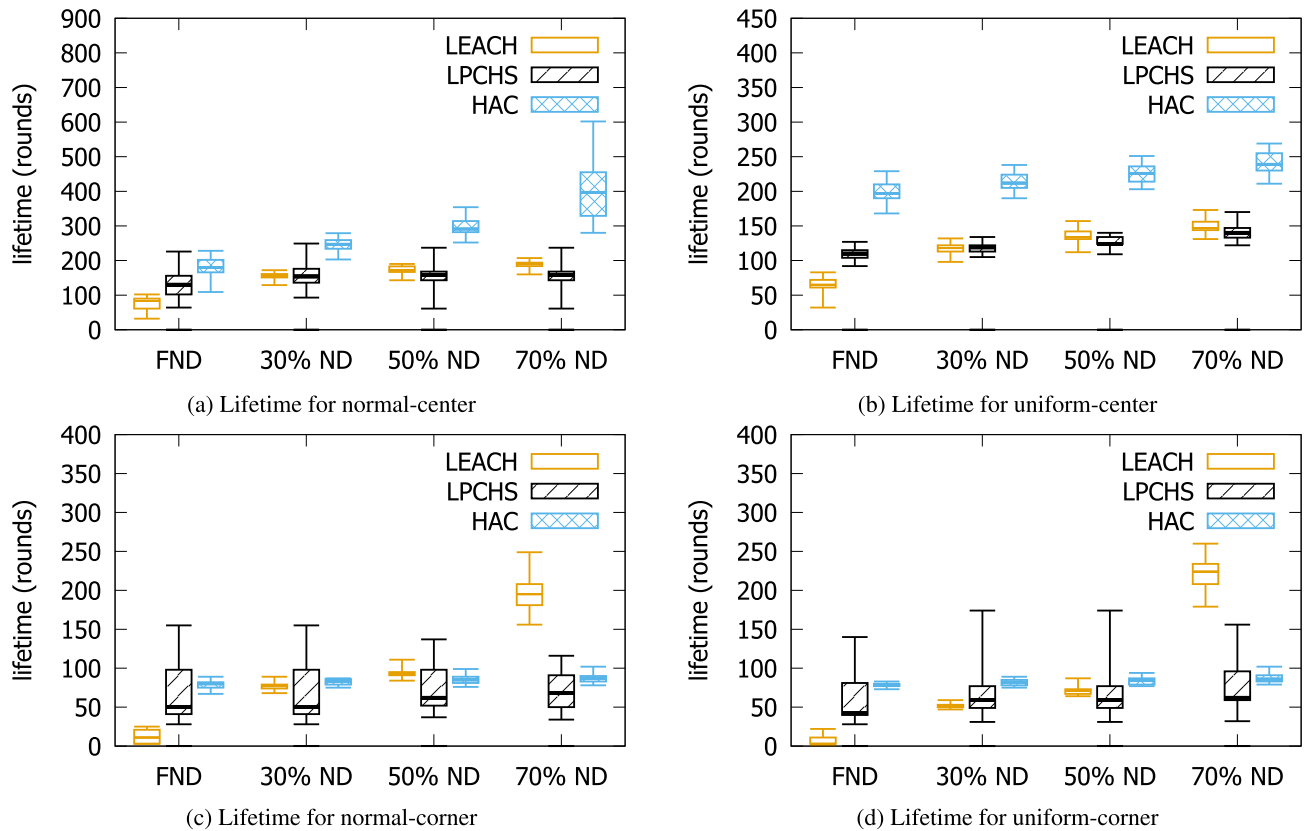 900
800
700
600
500
400
300
200
100
0
lifetime (rounds)
LEACH
LPCHS
HAC
FND 30% ND 50% ND 70% ND
(a) Lifetime for normal-center
450
400
350
300
250
200
150
100
50
0
lifetime (rounds)
LEACH
LPCHS
HAC
FND 30% ND 50% ND 70% ND
(b) Lifetime for uniform-center
400
350
300
250
200
150
100
50
0
lifetime (rounds)
LEACH
LPCHS
HAC
FND 30% ND 50% ND 70% ND
(c) Lifetime for normal-corner
400
350
300
250
200
150
100
50
0
lifetime (rounds)
LEACH
LPCHS
HAC
FND 30% ND 50% ND 70% ND
(d) Lifetime for uniform-corner